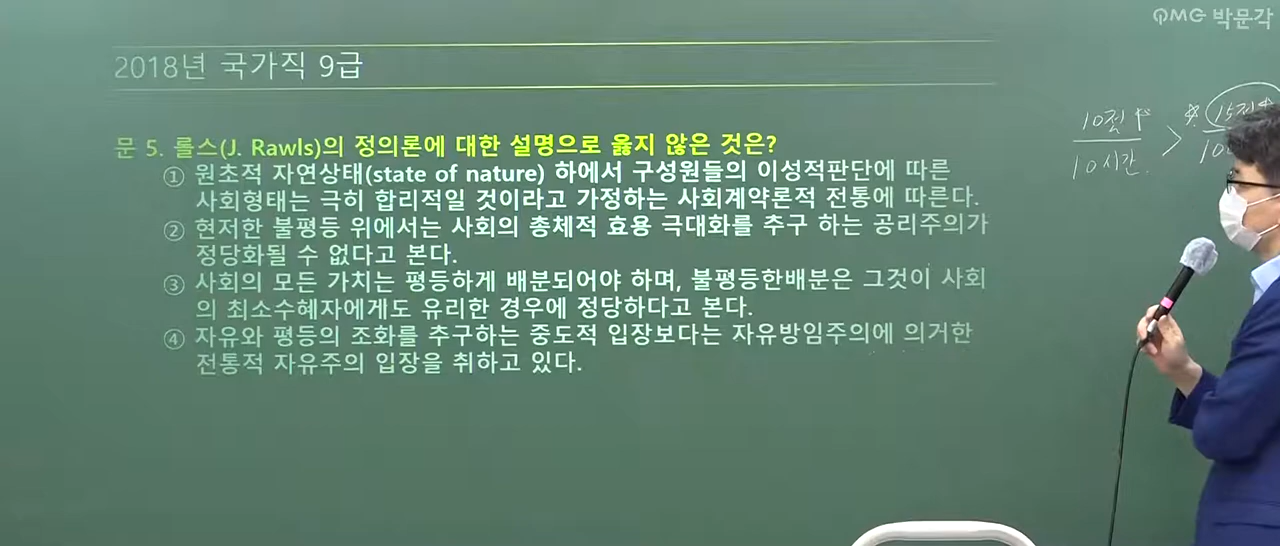 QMG 박문각
2018년 국가직 9급
문 5. 롤스(J. Rawls)의 정의론에 대한 설명으로 옳지 않은 것은?
① 원초적 자연상태(state of nature) 하에서 구성원들의 이성적판단에 따른
사회형태는 극히 합리적일 것이라고 가정하는 사회계약론적 전통에 따른다.
② 현저한 불평등 위에서는 사회의 총체적 효용 극대화를 추구 하는 공리주의가
정당화될 수 없다고 본다.
③ 사회의 모든 가치는 평등하게 배분되어야 하며, 불평등한배분은 그것이 사회
의 최소수혜자에게도 유리한 경우에 정당하다고 본다.
④ 자유와 평등의 조화를 추구하는 중도적 입장보다는 자유방임주의에 의거한
전통적 자유주의 입장을 취하고 있다.
10
10시간
>